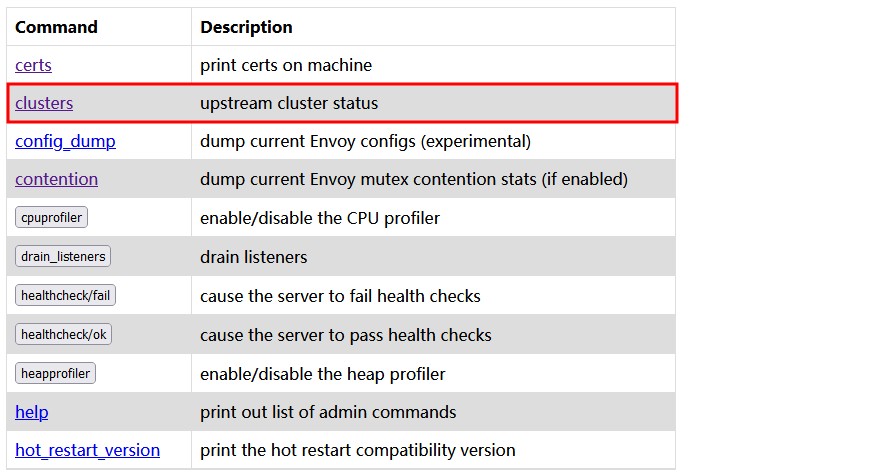 Command Description
certs print certs on machine
clusters upstream cluster status
config_dump dump current Envoy configs (experimental)
contention dump current Envoy mutex contention stats (if enabled)
cpuprofiler enable/disable the CPU profiler
drain_listeners drain listeners
healthcheck/fail cause the server to fail health checks
healthcheck/ok cause the server to pass health checks
heapprofiler enable/disable the heap profiler
help print out list of admin commands
hot_restart_version print the hot restart compatibility version